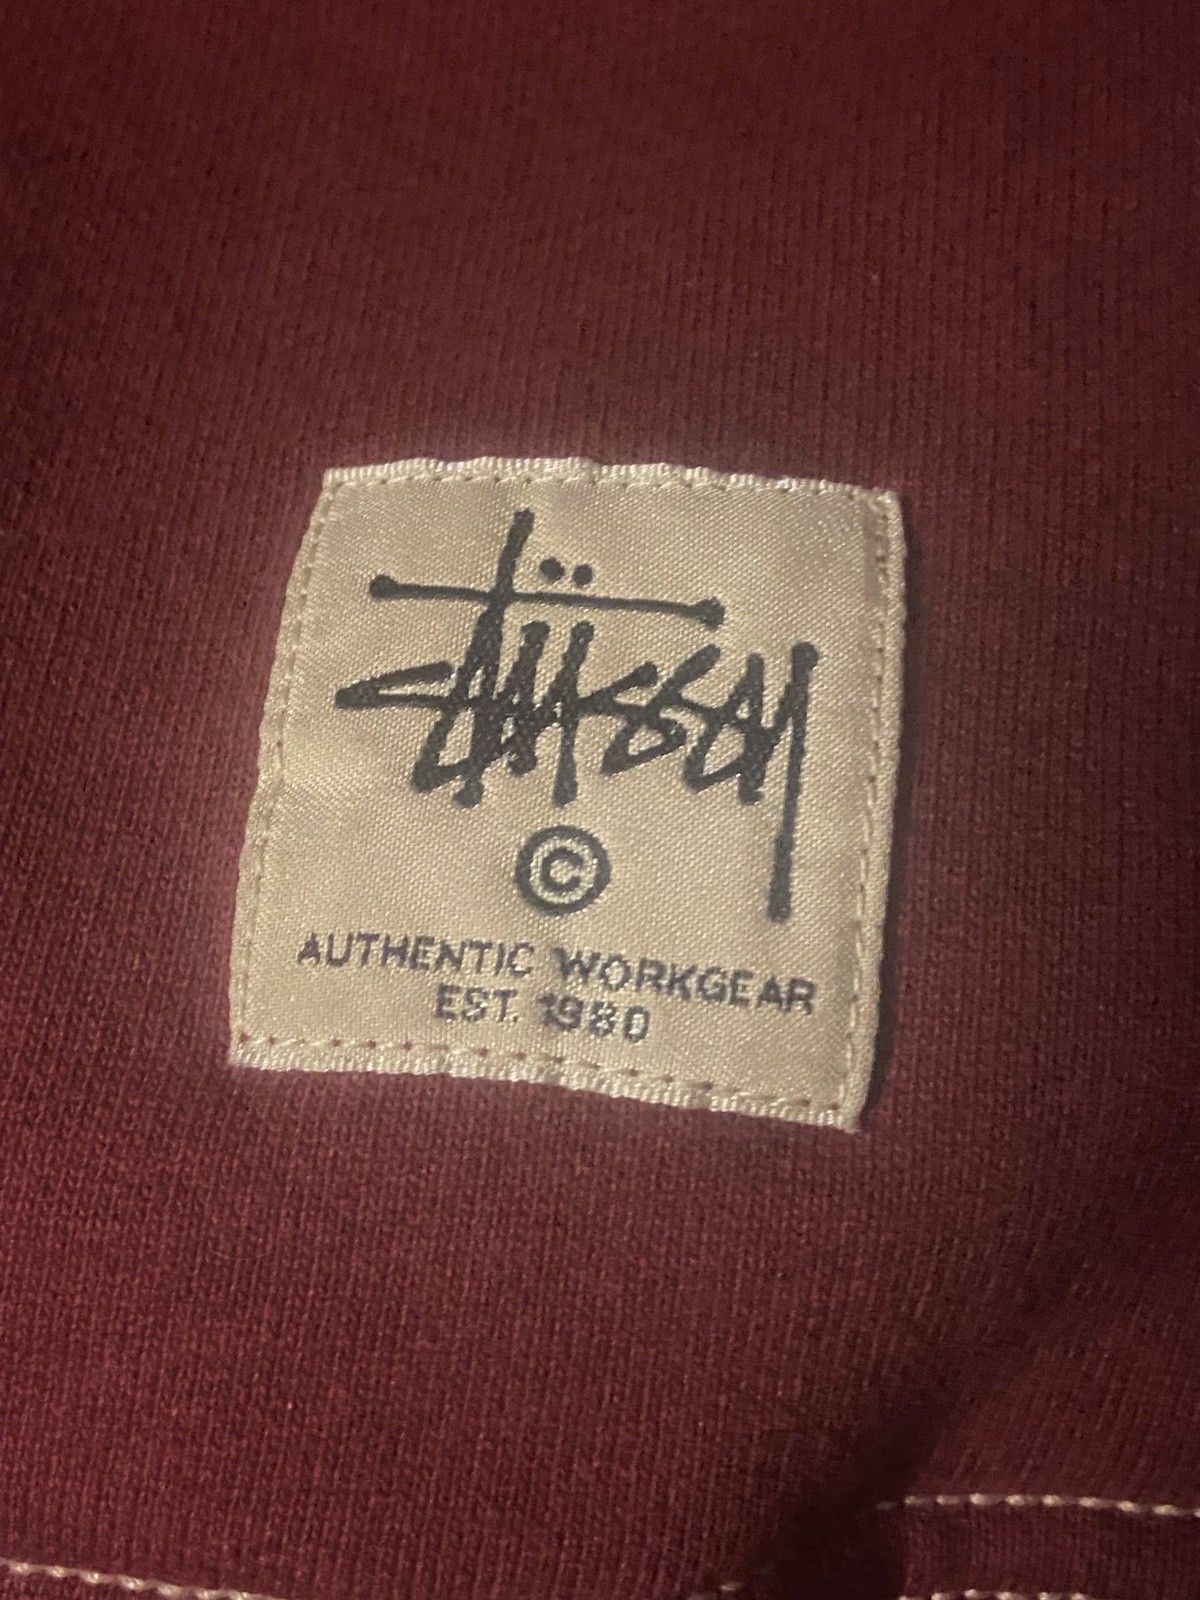 Stüssy
©
AUTHENTIC WORKGEAR
EST. 1980